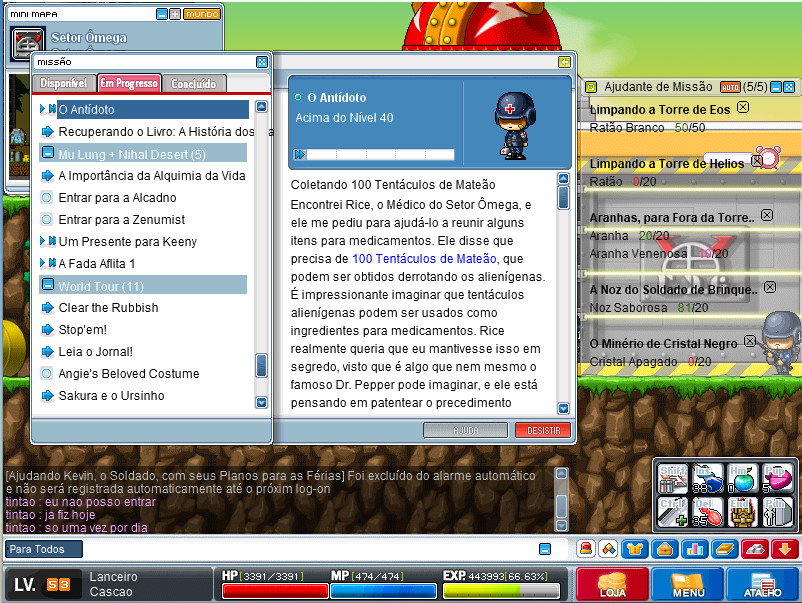 MINI MAPA
MUNDO
Setor Ômega
MISSÃO
Disponível
Em Progresso
Concluído
O Antídoto
Recuperando o Livro: A História dos
Mu Lung + Nihal Desert (5)
A Importância da Alquimia da Vida
Entrar para a Alcadno
Entrar para a Zenumist
Um Presente para Keeny
A Fada Aflita 1
World Tour (11)
Clear the Rubbish
Stop'em!
Leia o Jornal!
Angie's Beloved Costume
Sakura e o Ursinho
O Antídoto
Acima do Nível 40
Coletando 100 Tentáculos de Mateão
Encontrei Rice, o Médico do Setor Ômega, e
ele me pediu para ajudá-lo a reunir alguns
itens para medicamentos. Ele disse que
precisa de 100 Tentáculos de Mateão, que
podem ser obtidos derrotando os alienígenas.
É impressionante imaginar que tentáculos
alienígenas podem ser usados como
ingredientes para medicamentos. Rice
realmente queria que eu mantivesse isso em
segredo, visto que é algo que nem mesmo o
famoso Dr. Pepper pode imaginar, e ele está
pensando em patentear o precedimento
AJUDA
DESISTIR
Ajudante de Missão AUTO (5/5)
Limpando a Torre de Eos
Ratão Branco 50/50
Limpando a Torre de Helios
Ratão 0/20
Aranhas, para Fora da Torre..
Aranha 20/20
Aranha Venenosa 10/20
A Noz do Soldado de Brinque..
Noz Saborosa 81/20
O Minério de Cristal Negro
Cristal Apagado 0/20
[Ajudando Kevin, o Soldado, com seus Planos para as Férias] Foi excluído do alarme automático
e não será registrada automaticamente até o próxim log-on
tintao : eu nao posso entrar
tintao : ja fiz hoje
tintao : so uma vez por dia
Shift Ins Hm Pup
Ctrl Del End Pdn
Para Todos
LV. 53
Lanceiro
Cascao
HP [3391/3391] MP [474/474] EXP. 443993[66.63%]
LOJA
MENU
ATALHO